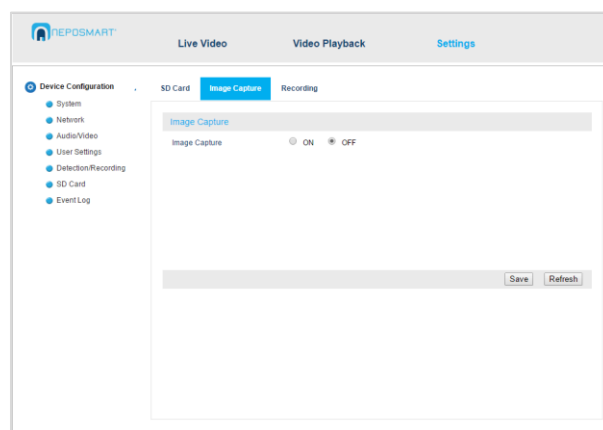 NEPOSMART
Live Video Video Playback Settings
Device Configuration
System
Network
Audio/Video
User Settings
Detection/Recording
SD Card
Event Log
SD Card Image Capture Recording
Image Capture
Image Capture ON OFF
Save Refresh